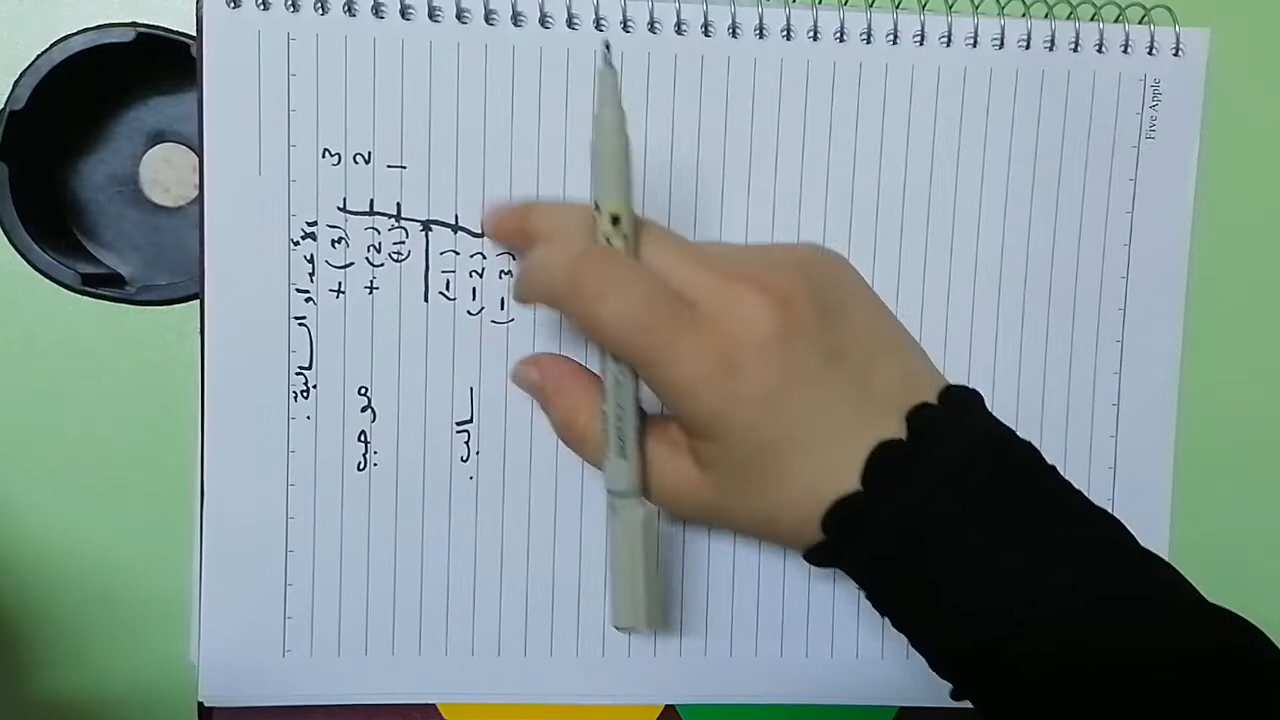 الأعداد السالبة.
3 +(3)
2 +(2) موجب
1 (1)
(-1)
(-2) سالب.
(-3)
Five Apple